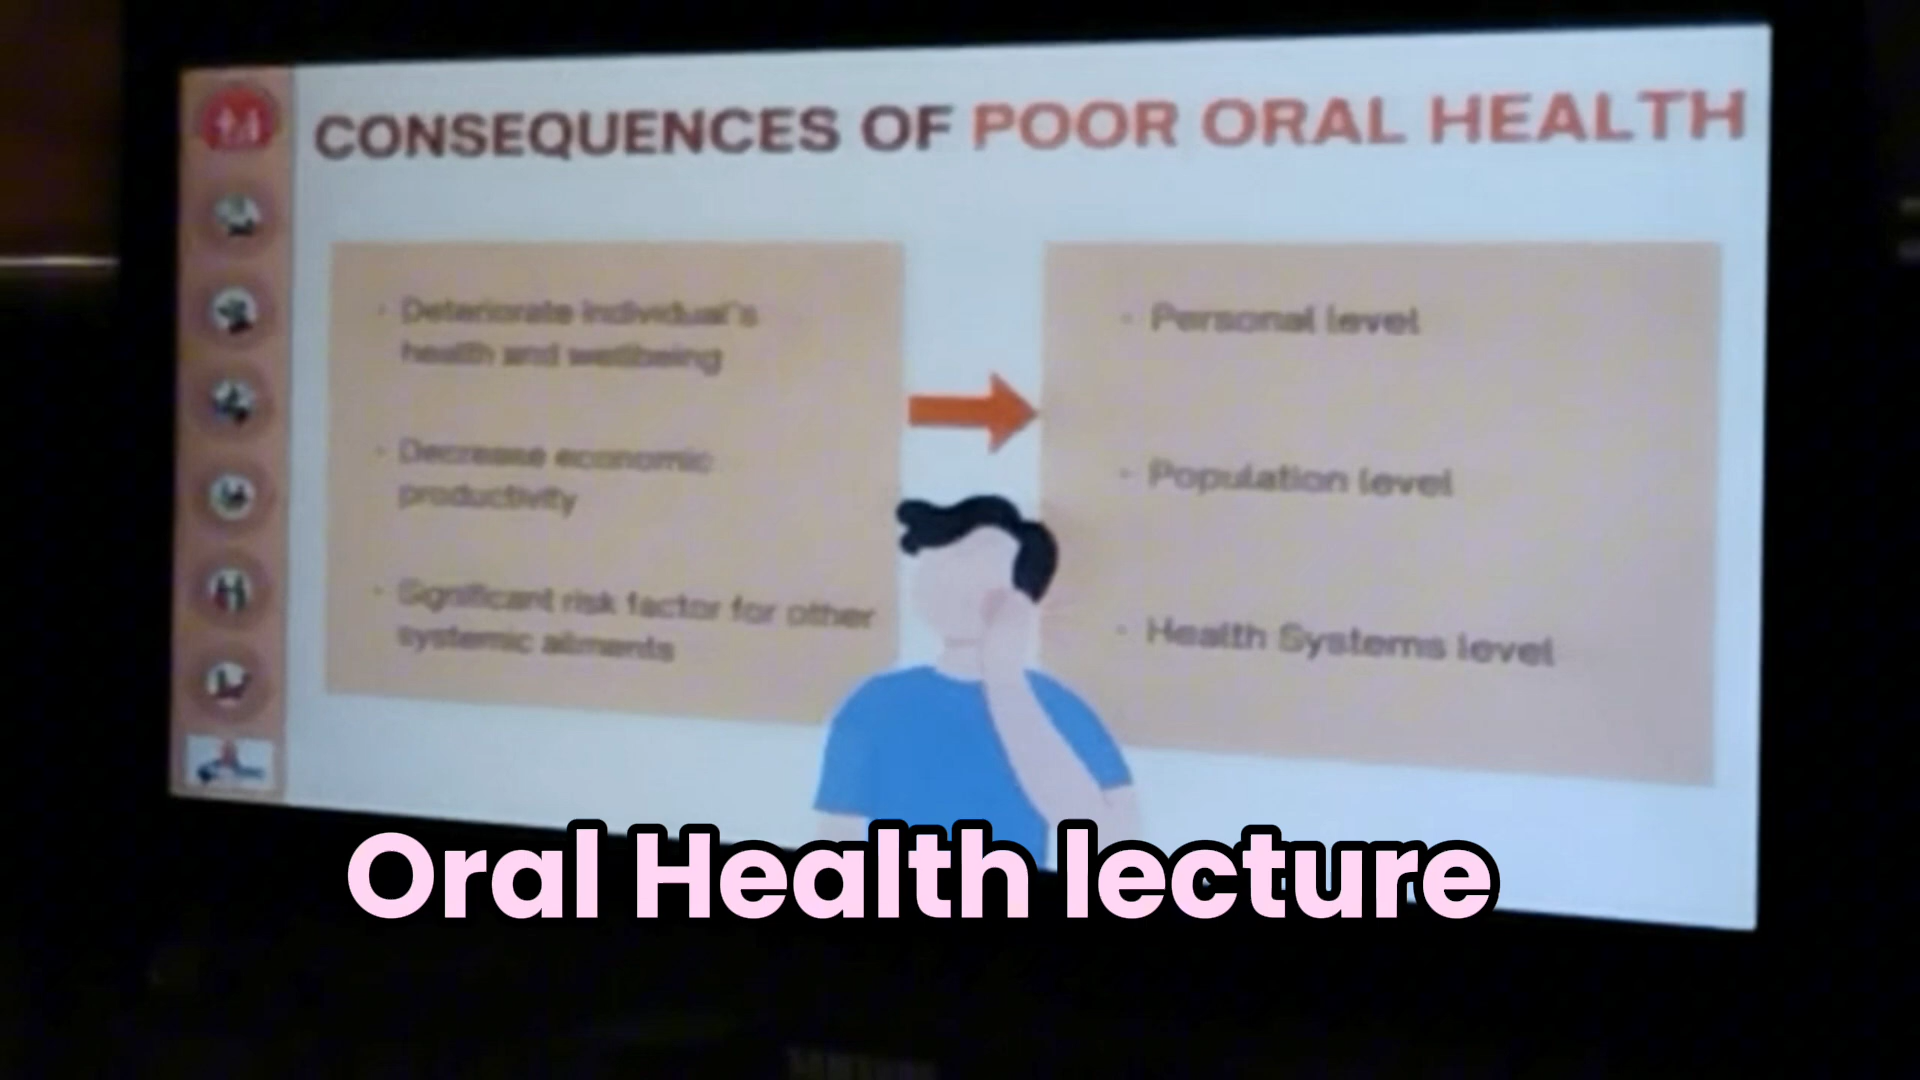 CONSEQUENCES OF POOR ORAL HEALTH
· Deteriorate individual's
health and wellbeing
· Decrease economic
productivity
· Significant risk factor for other
systemic ailments
· Personal level
· Population level
· Health Systems level
Oral Health lecture